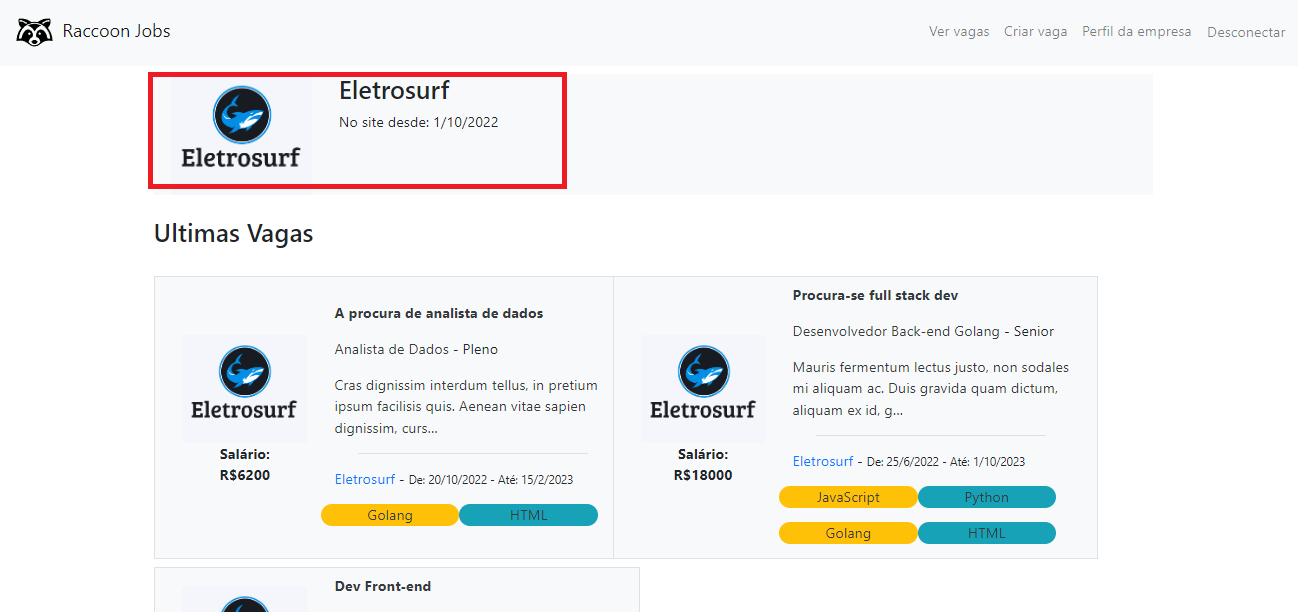 Raccoon Jobs
Ver vagas Criar vaga Perfil da empresa Desconectar
Eletrosurf
Eletrosurf
No site desde: 1/10/2022
Ultimas Vagas
Eletrosurf
Salário:
R$6200
A procura de analista de dados
Analista de Dados - Pleno
Cras dignissim interdum tellus, in pretium
ipsum facilisis quis. Aenean vitae sapien
dignissim, curs...
Eletrosurf - De: 20/10/2022 - Até: 15/2/2023
Golang HTML
Eletrosurf
Salário:
R$18000
Procura-se full stack dev
Desenvolvedor Back-end Golang - Senior
Mauris fermentum lectus justo, non sodales
mi aliquam ac. Duis gravida quam dictum,
aliquam ex id, g...
Eletrosurf - De: 25/6/2022 - Até: 1/10/2023
JavaScript Python
Golang HTML
Dev Front-end